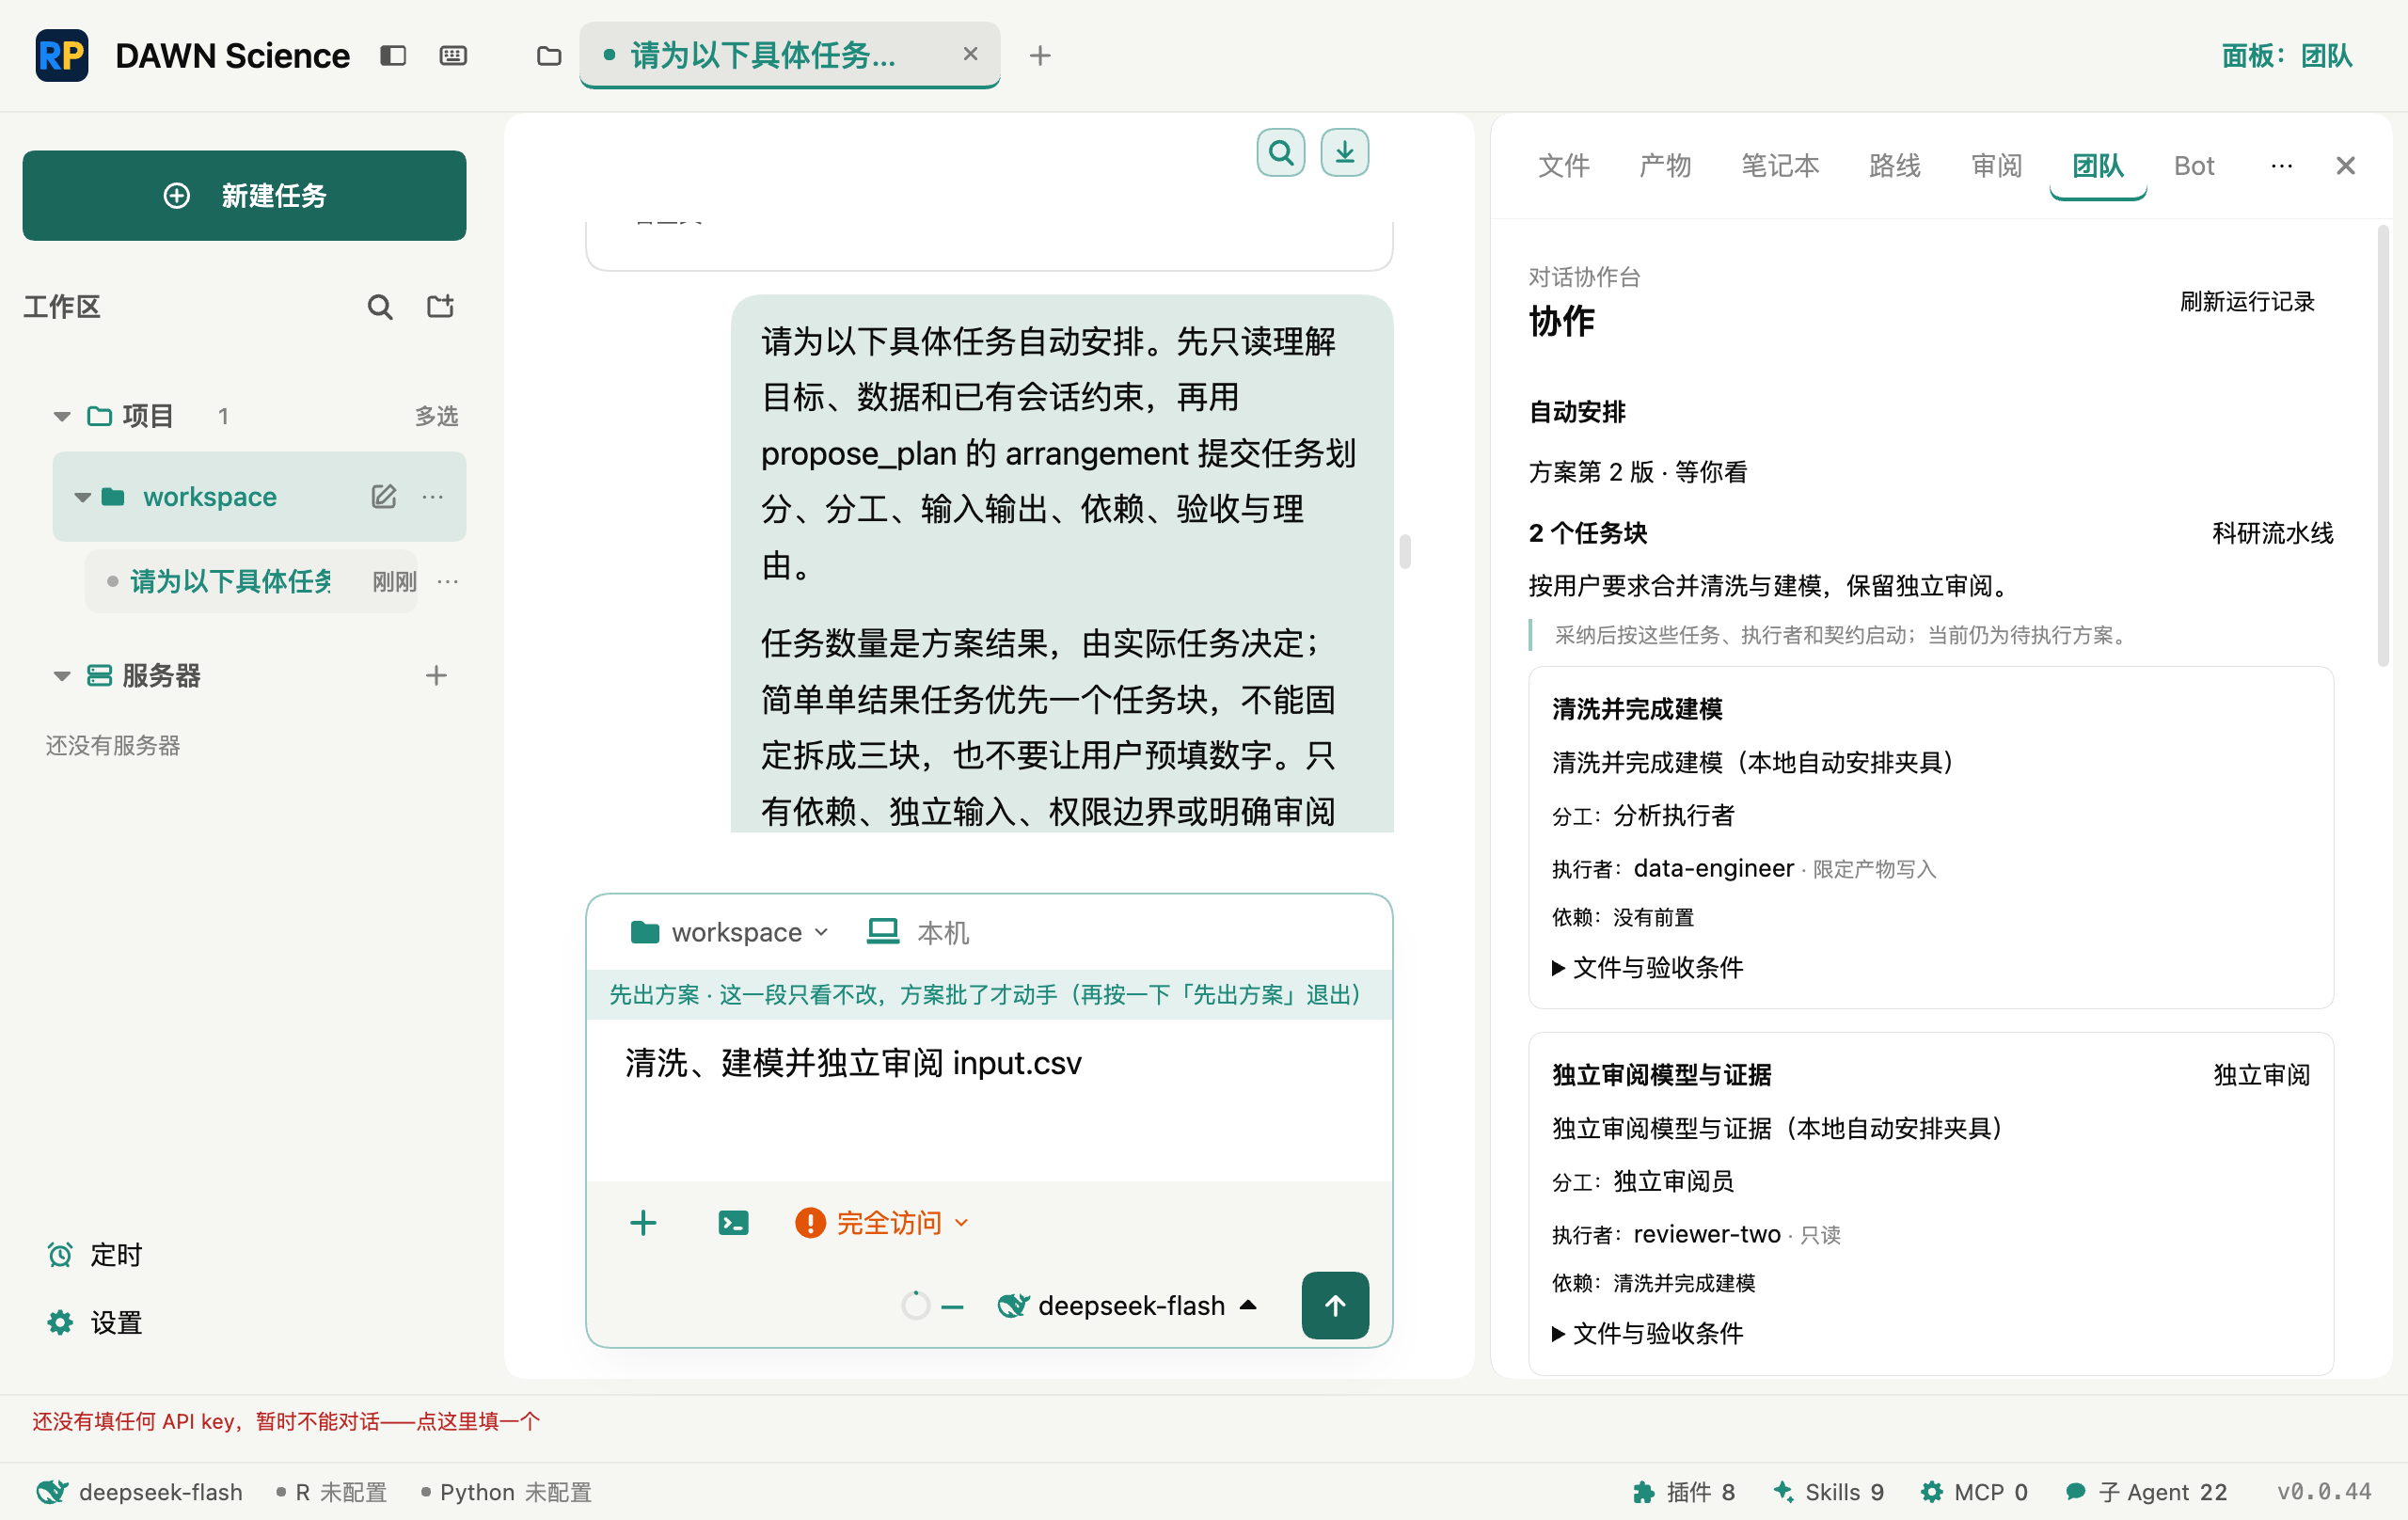 RP DAWN Science
请为以下具体任务...
面板：团队
新建任务
工作区
项目 1 多选
workspace
请为以下具体任务 刚刚
服务器
还没有服务器
定时
设置
请为以下具体任务自动安排。先只读理解
目标、数据和已有会话约束，再用
propose_plan 的 arrangement 提交任务划
分、分工、输入输出、依赖、验收与理
由。
任务数量是方案结果，由实际任务决定；
简单单结果任务优先一个任务块，不能固
定拆成三块，也不要让用户预填数字。只
有依赖、独立输入、权限边界或明确审阅
workspace 本机
先出方案 · 这一段只看不改，方案批了才动手（再按一下「先出方案」退出）
清洗、建模并独立审阅 input.csv
完全访问
deepseek-flash
文件 产物 笔记本 路线 审阅 团队 Bot
对话协作台
协作
刷新运行记录
自动安排
方案第 2 版 · 等你看
2 个任务块 科研流水线
按用户要求合并清洗与建模，保留独立审阅。
采纳后按这些任务、执行者和契约启动；当前仍为待执行方案。
清洗并完成建模
清洗并完成建模（本地自动安排夹具）
分工：分析执行者
执行者：data-engineer · 限定产物写入
依赖：没有前置
文件与验收条件
独立审阅模型与证据 独立审阅
独立审阅模型与证据（本地自动安排夹具）
分工：独立审阅员
执行者：reviewer-two · 只读
依赖：清洗并完成建模
文件与验收条件
还没有填任何 API key，暂时不能对话——点这里填一个
deepseek-flash R 未配置 Python 未配置
插件 8 Skills 9 MCP 0 子 Agent 22 v0.0.44